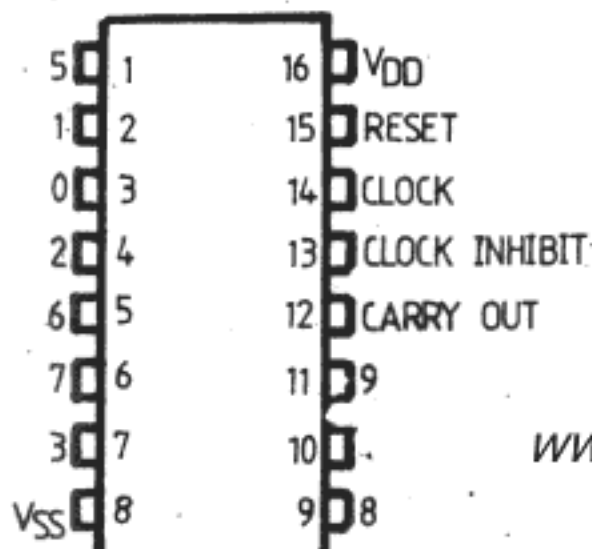 5 1 16 VDD
1 2 15 RESET
0 3 14 CLOCK
2 4 13 CLOCK INHIBIT
6 5 12 CARRY OUT
7 6 11 9
3 7 10
VSS 8 9 8